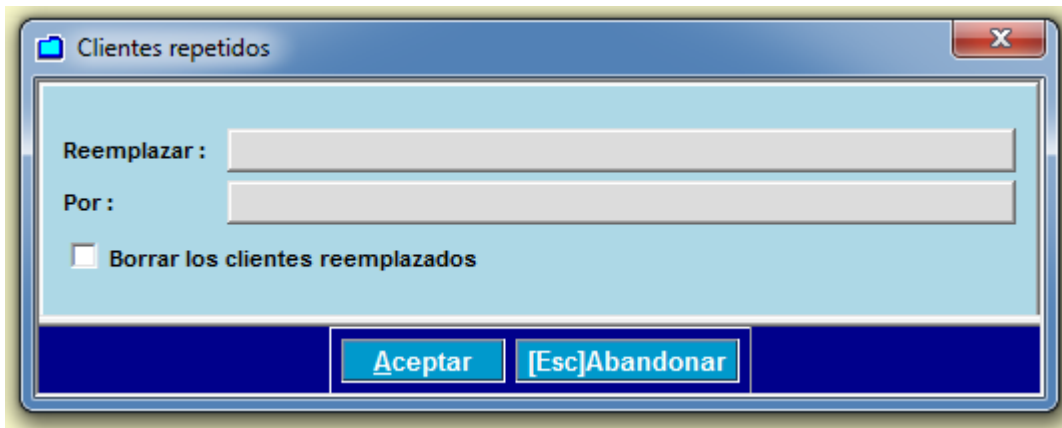 Clientes repetidos
Reemplazar :
Por :
Borrar los clientes reemplazados
Aceptar [Esc]Abandonar